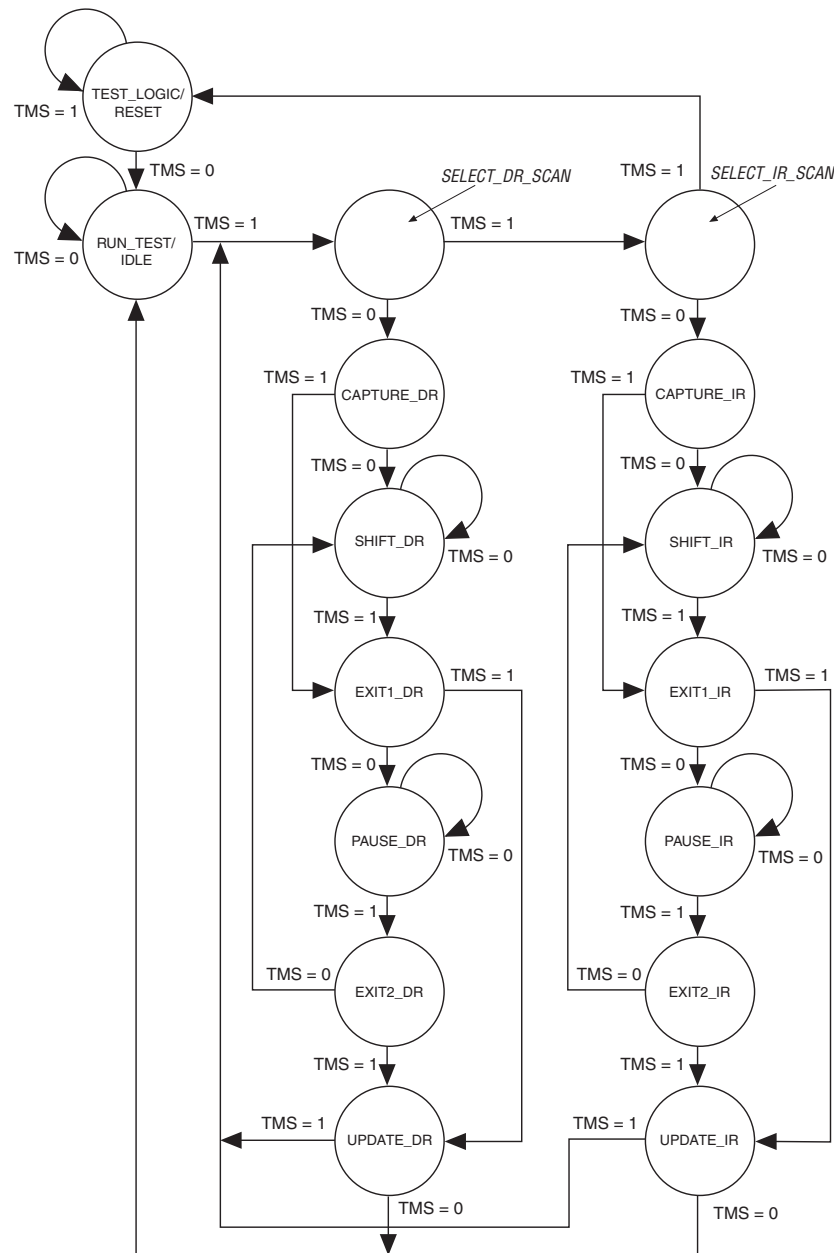 TEST_LOGIC/
RESET
TMS = 1
TMS = 0
SELECT_DR_SCAN
TMS = 1
SELECT_IR_SCAN
RUN_TEST/
IDLE
TMS = 0
TMS = 1
TMS = 1
TMS = 0
TMS = 0
TMS = 1
CAPTURE_DR
TMS = 1
CAPTURE_IR
TMS = 0
TMS = 0
SHIFT_DR
TMS = 0
SHIFT_IR
TMS = 0
TMS = 1
TMS = 1
EXIT1_DR
TMS = 1
EXIT1_IR
TMS = 1
TMS = 0
TMS = 0
PAUSE_DR
TMS = 0
PAUSE_IR
TMS = 0
TMS = 1
TMS = 1
TMS = 0
EXIT2_DR
TMS = 0
EXIT2_IR
TMS = 1
TMS = 1
TMS = 1
UPDATE_DR
TMS = 1
UPDATE_IR
TMS = 0
TMS = 0